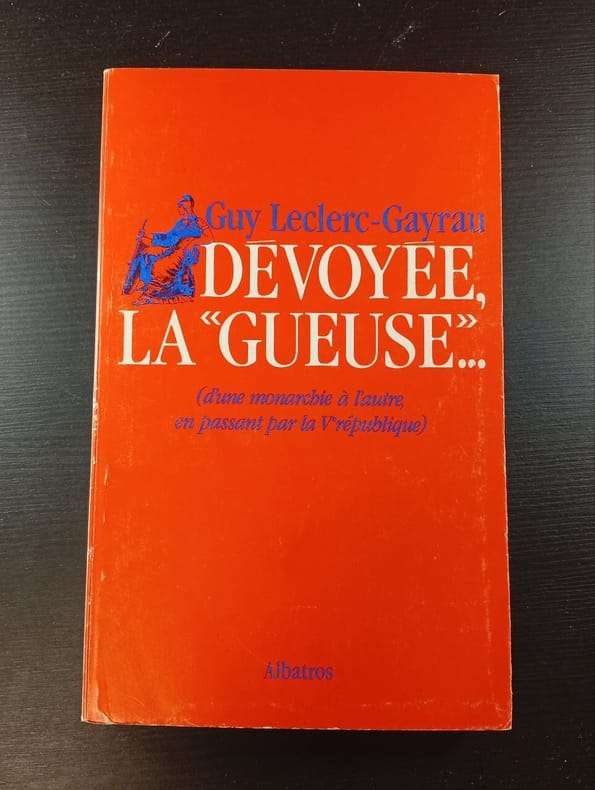 Guy Leclerc-Gayrau
DÉVOYÉE,
LA “GUEUSE”...
(d'une monarchie à l'autre,
en passant par la Ve république)
Albatros